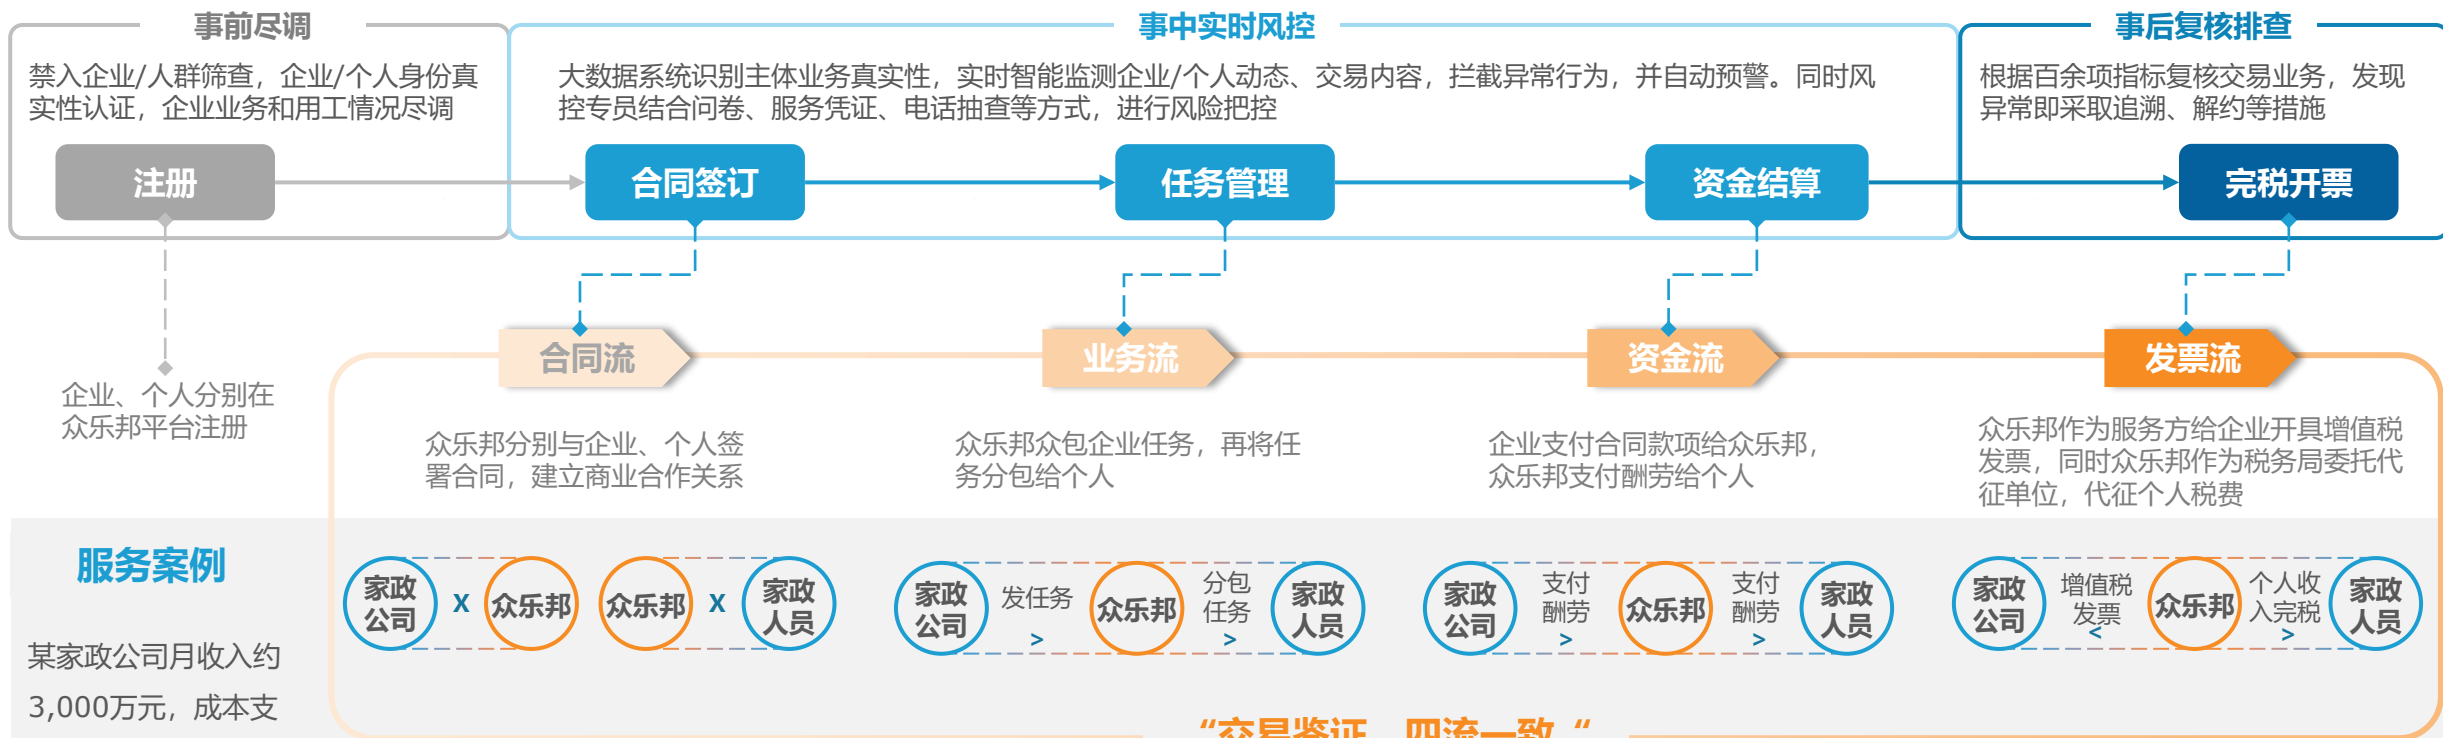 事前尽调
禁入企业/人群筛查，企业/个人身份真
实性认证，企业业务和用工情况尽调
事中实时风控
大数据系统识别主体业务真实性，实时智能监测企业/个人动态、交易内容，拦截异常行为，并自动预警。同时风
控专员结合问卷、服务凭证、电话抽查等方式，进行风险把控
事后复核排查
根据百余项指标复核交易业务，发现
异常即采取追溯、解约等措施
注册
合同签订
任务管理
资金结算
完税开票
合同流
业务流
资金流
发票流
企业、个人分别在
众乐邦平台注册
众乐邦分别与企业、个人签
署合同，建立商业合作关系
众乐邦众包企业任务，再将任
务分包给个人
企业支付合同款项给众乐邦，
众乐邦支付酬劳给个人
众乐邦作为服务方给企业开具增值税
发票，同时众乐邦作为税务局委托代
征单位，代征个人税费
服务案例
某家政公司月收入约
3,000万元，成本支
家政
公司
X
众乐邦
众乐邦
X
家政
人员
家政
公司
发任务
>
众乐邦
分包
任务
>
家政
人员
家政
公司
支付
酬劳
>
众乐邦
支付
酬劳
>
家政
人员
家政
公司
增值税
发票
<
众乐邦
个人收
入完税
>
家政
人员
“交易鉴证、四流一致“